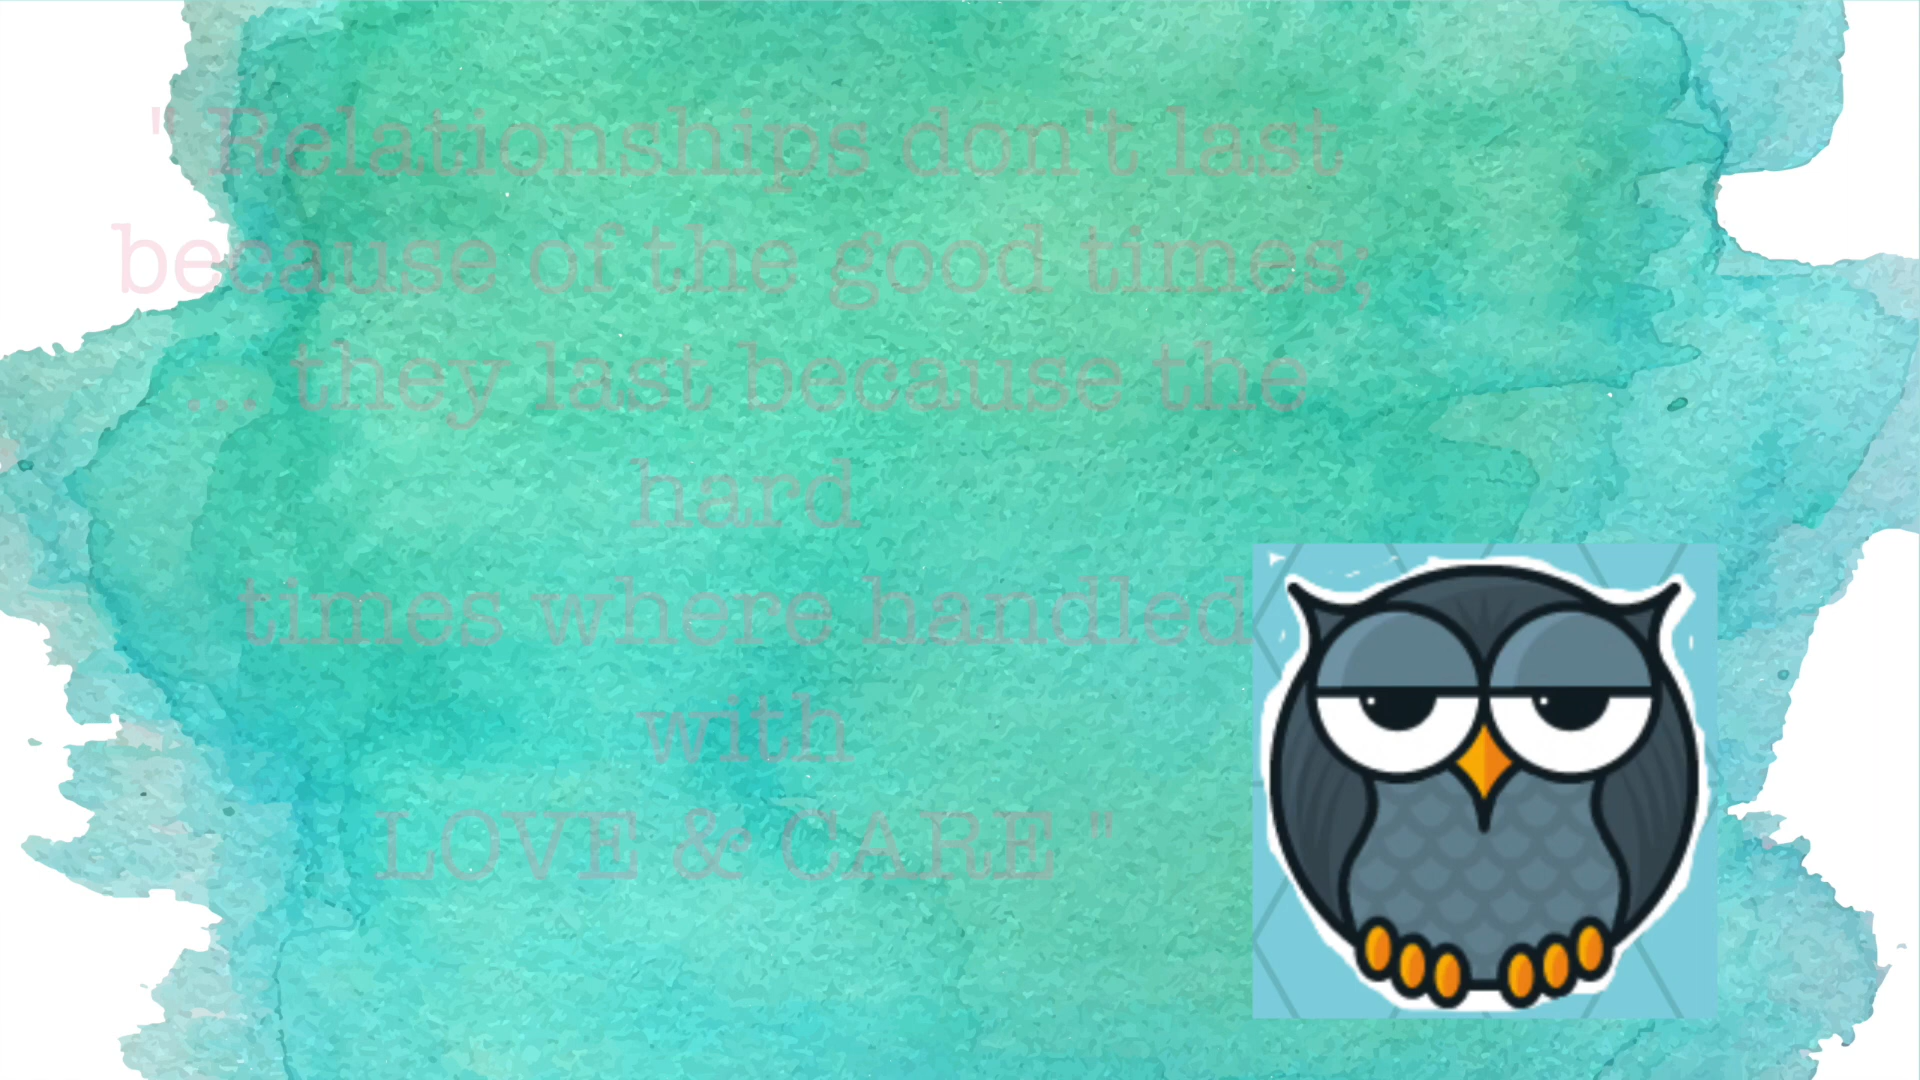 " Relationships don't last
because of the good times;
... they last because the
hard
times where handled
with
LOVE & CARE "